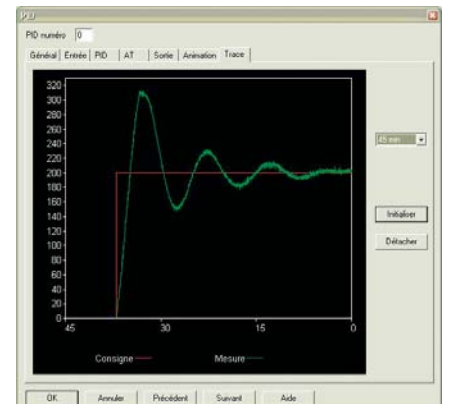 PID
PID numéro 0
Général Entrée PID AT Sortie Animation Trace
320
300
280
260
240
220
200
180
160
140
120
100
80
60
40
20
0
45 30 15 0
Consigne Mesure
45 min
Initialiser
Détacher
OK Annuler Précédent Suivant Aide